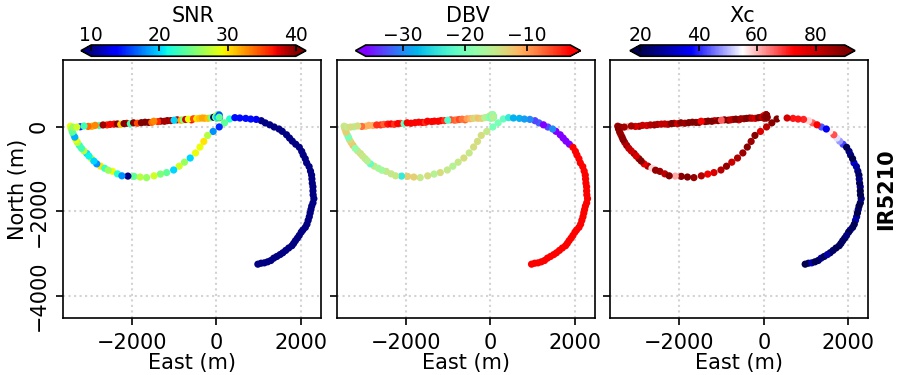 SNR DBV Xc
10 20 30 40 −30 −20 −10 20 40 60 80
0
−2000
−4000
North (m)
IR5210
−2000 0 2000 −2000 0 2000 −2000 0 2000
East (m) East (m) East (m)